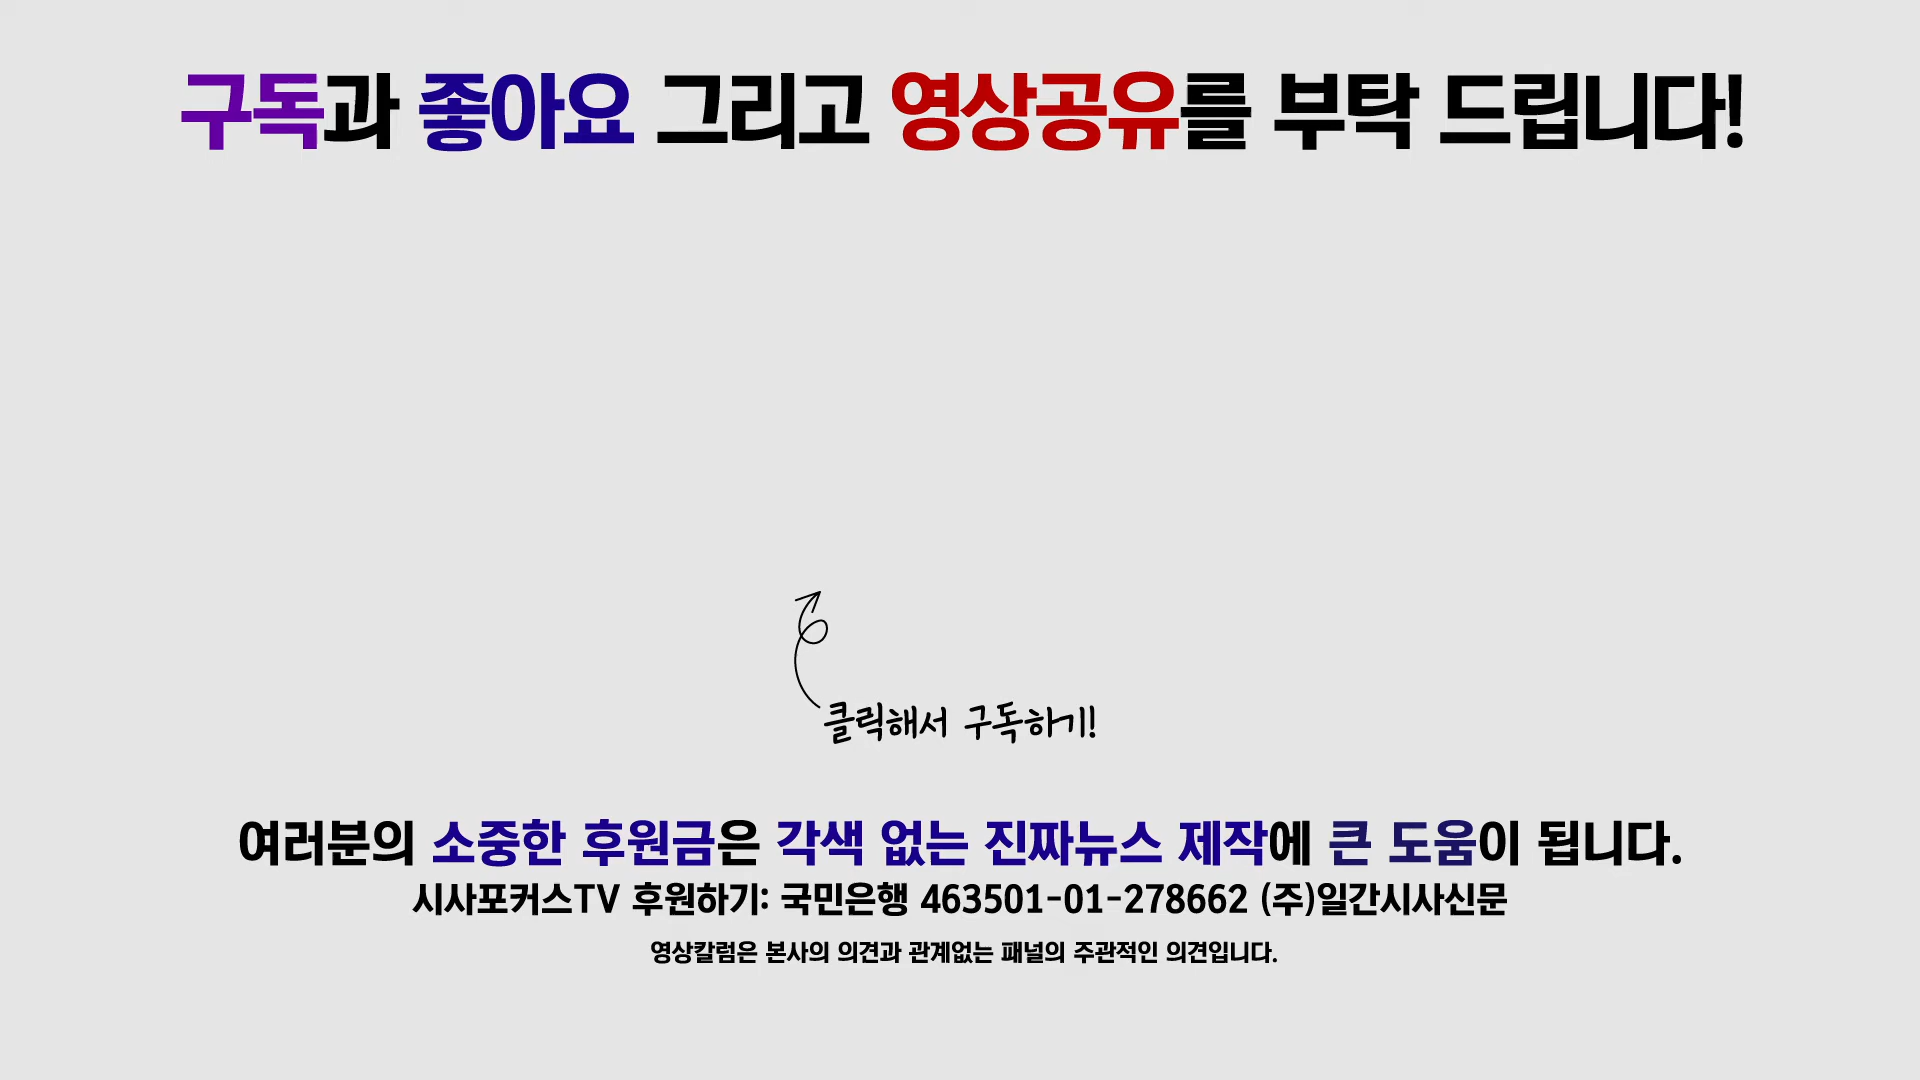 구독과 좋아요 그리고 영상공유를 부탁 드립니다!
클릭해서 구독하기!
여러분의 소중한 후원금은 각색 없는 진짜뉴스 제작에 큰 도움이 됩니다.
시사포커스TV 후원하기: 국민은행 463501-01-278662 (주)일간시사신문
영상칼럼은 본사의 의견과 관계없는 패널의 주관적인 의견입니다.